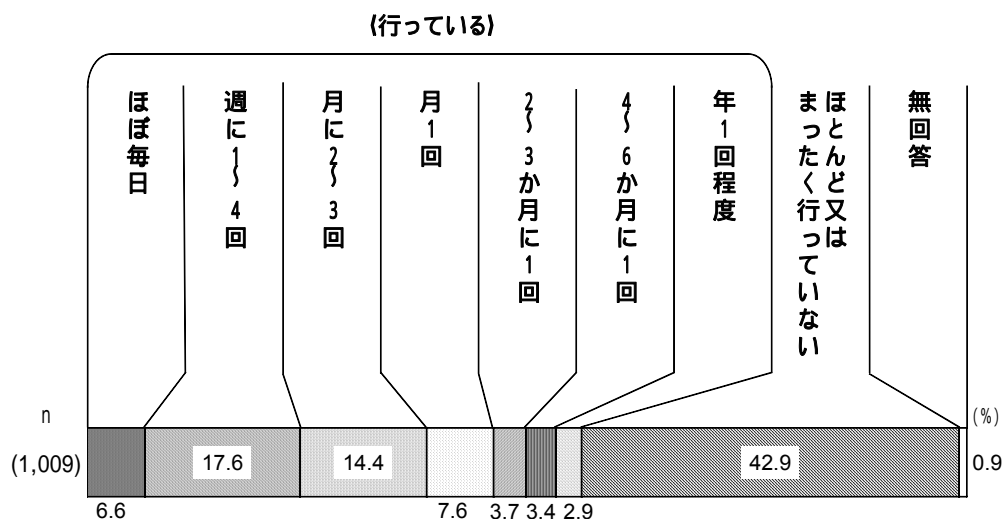 (行っている)
ほぼ毎日
週に1～4回
月に2～3回
月1回
2～3か月に1回
4～6か月に1回
年1回程度
ほとんど又は
まったく行っていない
無回答
n
(%)
(1,009)
17.6
14.4
42.9
0.9
6.6
7.6
3.7
3.4
2.9